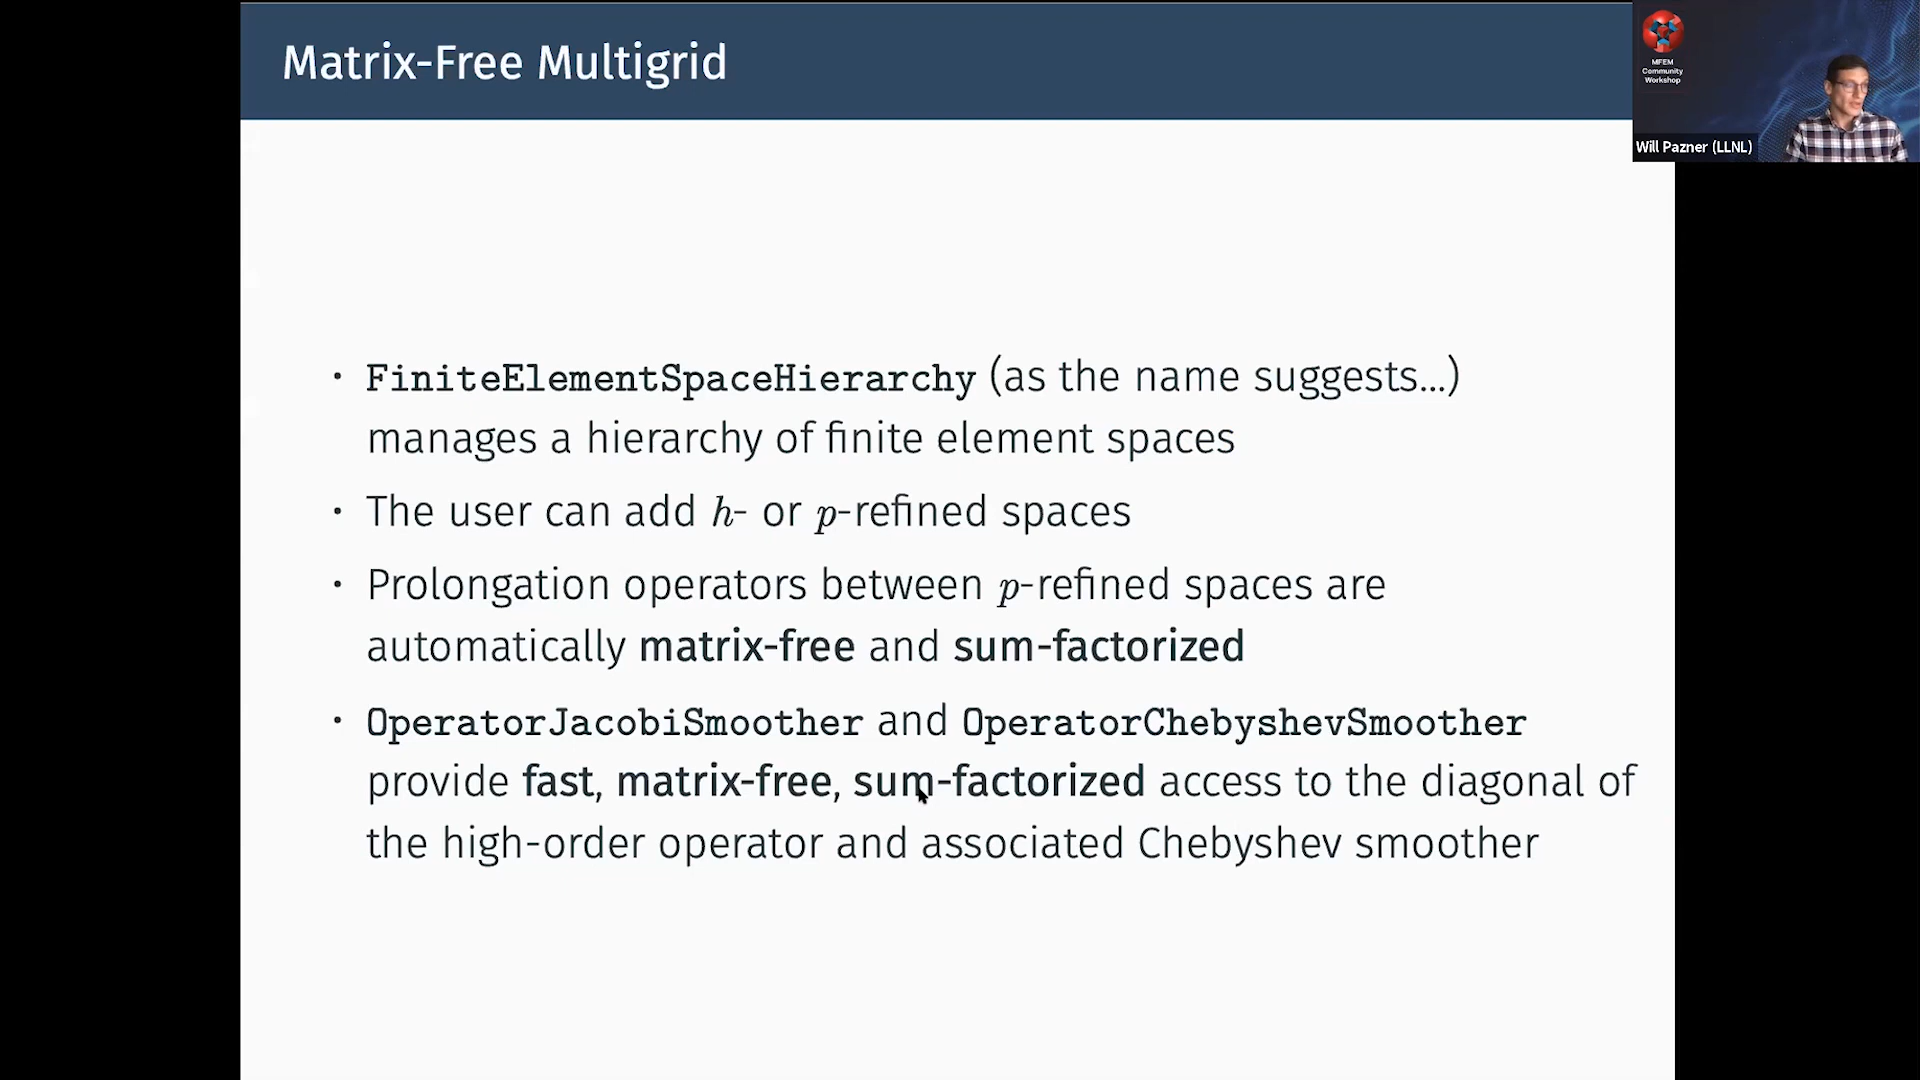 Matrix-Free Multigrid
MFEM
Community
Workshop
Will Pazner (LLNL)
· FiniteElementSpaceHierarchy (as the name suggests...)
manages a hierarchy of finite element spaces
· The user can add h- or p-refined spaces
· Prolongation operators between p-refined spaces are
automatically matrix-free and sum-factorized
· OperatorJacobiSmoother and OperatorChebyshevSmoother
provide fast, matrix-free, sum-factorized access to the diagonal of
the high-order operator and associated Chebyshev smoother